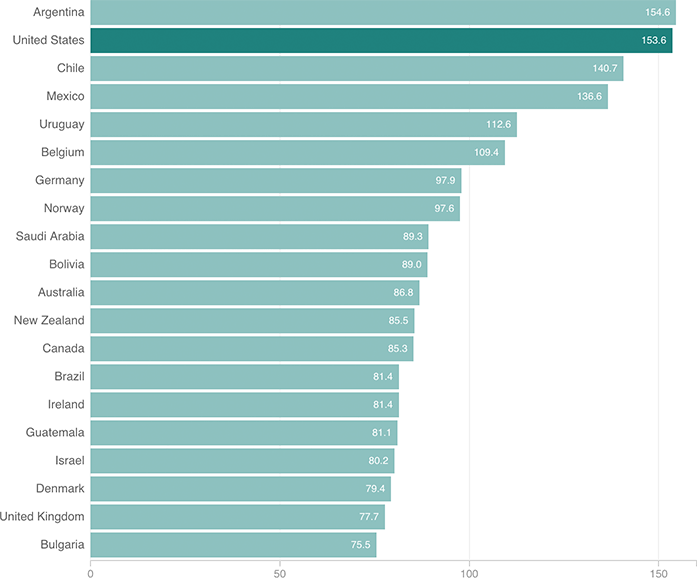 Argentina 154.6
United States 153.6
Chile 140.7
Mexico 136.6
Uruguay 112.6
Belgium 109.4
Germany 97.9
Norway 97.6
Saudi Arabia 89.3
Bolivia 89.0
Australia 86.8
New Zealand 85.5
Canada 85.3
Brazil 81.4
Ireland 81.4
Guatemala 81.1
Israel 80.2
Denmark 79.4
United Kingdom 77.7
Bulgaria 75.5
0 50 100 150